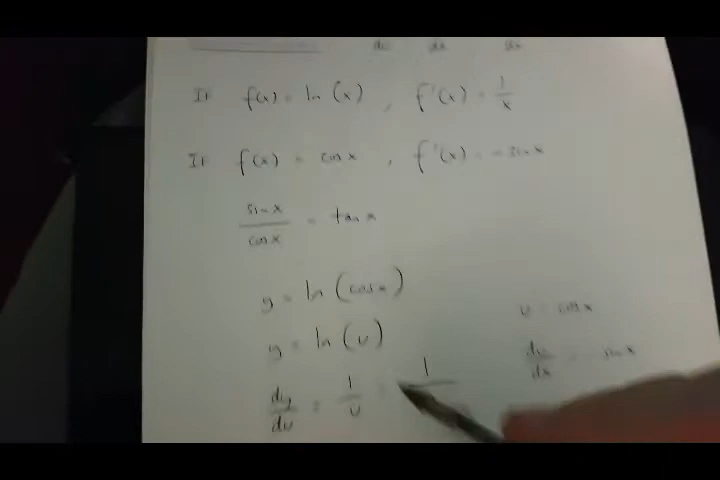 If f(x) = ln(x) , f'(x) = 1/x
If f(x) = cos x , f'(x) = - sin x
sin x / cos x = tan x
y = ln (cos x)
u = cos x
y = ln (u)
du/dx = - sin x
dy/du = 1/u = 1